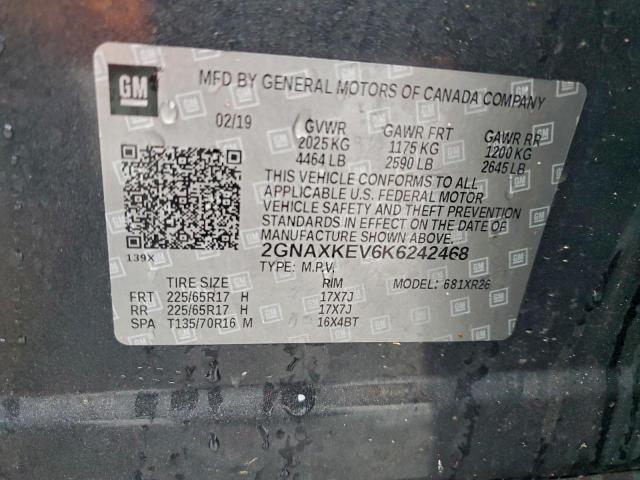 GM
MFD BY GENERAL MOTORS OF CANADA COMPANY
02/19 GVWR GAWR FRT GAWR RR
2025 KG 1175 KG 1200 KG
4464 LB 2590 LB 2645 LB
THIS VEHICLE CONFORMS TO ALL
APPLICABLE U.S. FEDERAL MOTOR
VEHICLE SAFETY AND THEFT PREVENTION
STANDARDS IN EFFECT ON THE DATE OF
MANUFACTURE SHOWN ABOVE.
139X 2GNAXKEV6K6242468
TYPE: M.P.V. MODEL: 681XR26
TIRE SIZE RIM
FRT 225/65R17 H 17X7J
RR 225/65R17 H 17X7J
SPA T135/70R16 M 16X4BT